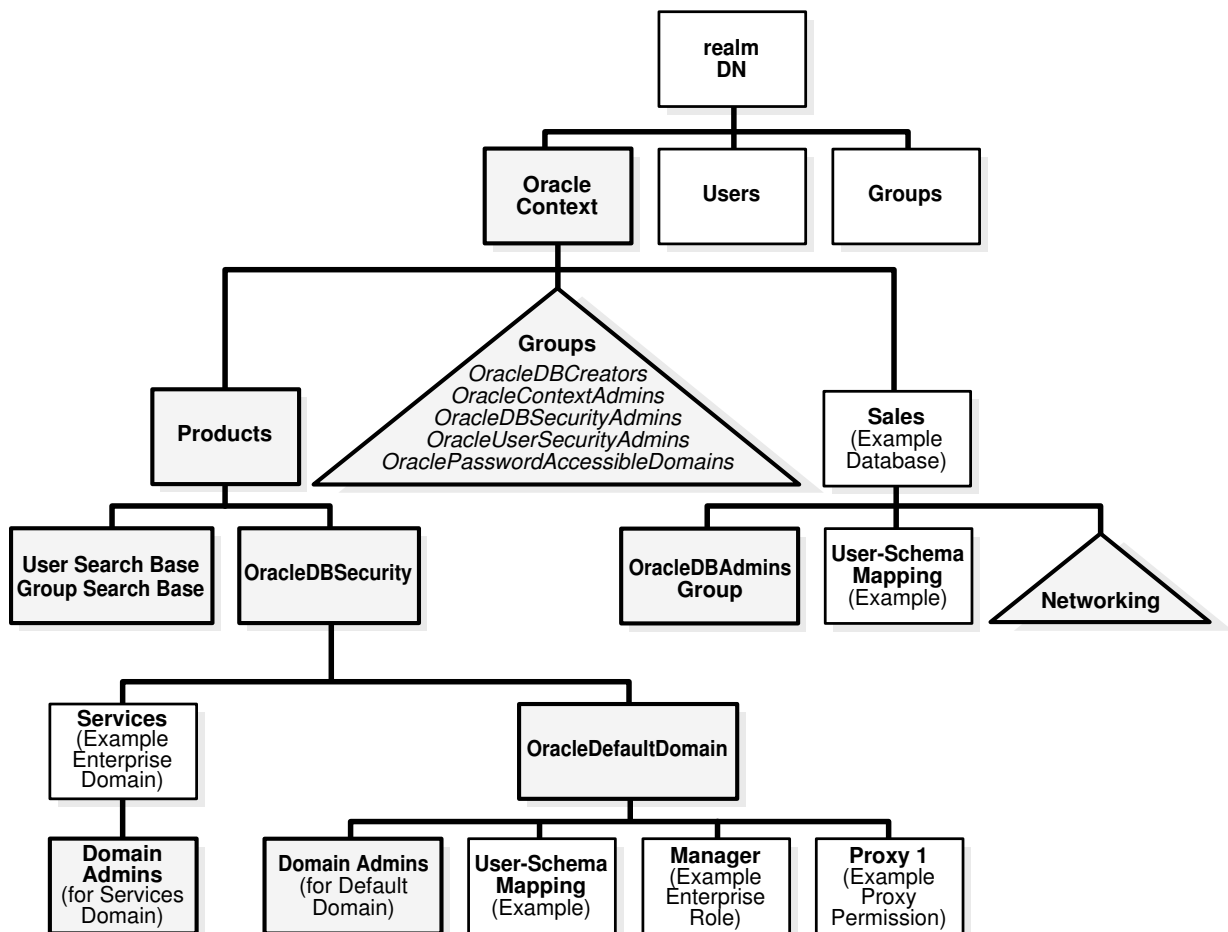 realm
DN
Oracle
Context
Users
Groups
Groups
OracleDBCreators
OracleContextAdmins
OracleDBSecurityAdmins
OracleUserSecurityAdmins
OraclePasswordAccessibleDomains
Products
Sales
(Example
Database)
User Search Base
Group Search Base
OracleDBSecurity
OracleDBAdmins
Group
User-Schema
Mapping
(Example)
Networking
Services
(Example
Enterprise
Domain)
OracleDefaultDomain
Domain
Admins
(for Services
Domain)
Domain Admins
(for Default
Domain)
User-Schema
Mapping
(Example)
Manager
(Example
Enterprise
Role)
Proxy 1
(Example
Proxy
Permission)